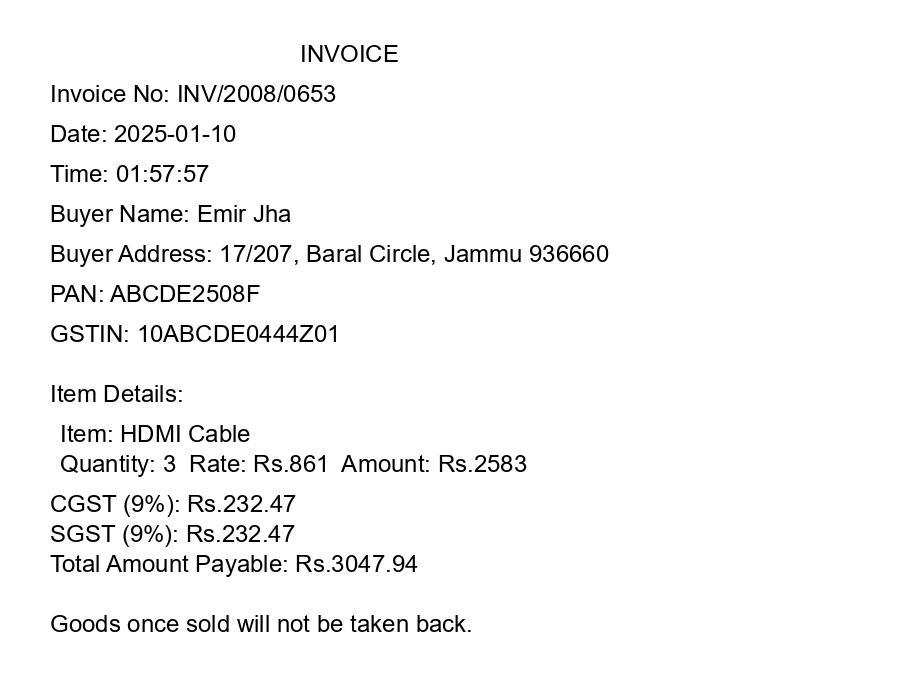 INVOICE
Invoice No: INV/2008/0653
Date: 2025-01-10
Time: 01:57:57
Buyer Name: Emir Jha
Buyer Address: 17/207, Baral Circle, Jammu 936660
PAN: ABCDE2508F
GSTIN: 10ABCDE0444Z01
Item Details:
Item: HDMI Cable
Quantity: 3  Rate: Rs.861  Amount: Rs.2583
CGST (9%): Rs.232.47
SGST (9%): Rs.232.47
Total Amount Payable: Rs.3047.94
Goods once sold will not be taken back.